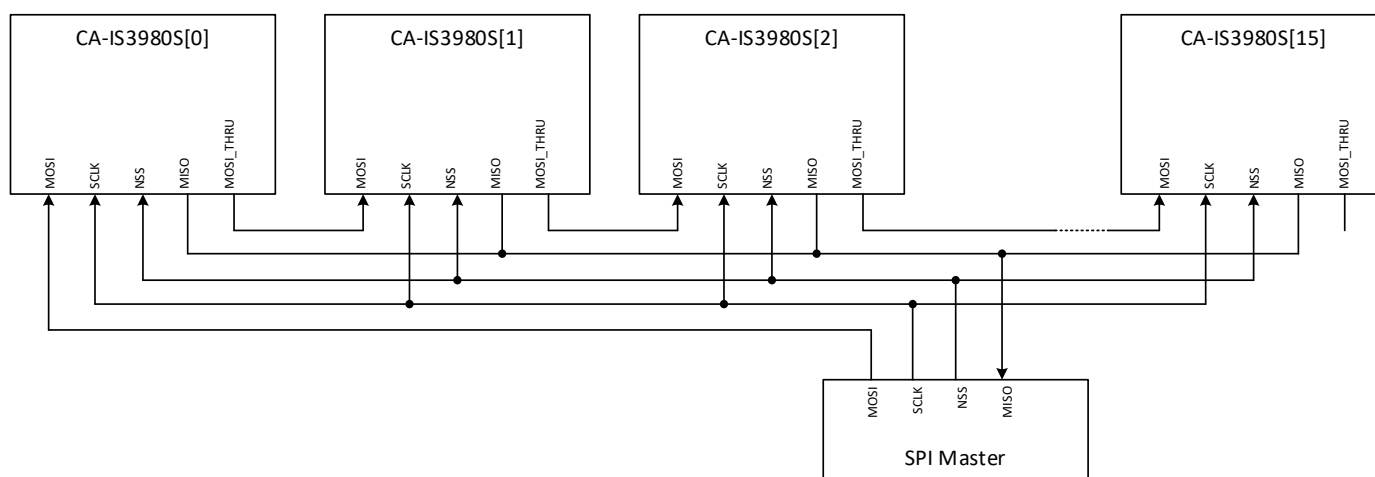 CA-IS3980S[0]
CA-IS3980S[1]
CA-IS3980S[2]
CA-IS3980S[15]
MOSI
SCLK
NSS
MISO
MOSI_THRU
MOSI
SCLK
NSS
MISO
MOSI_THRU
MOSI
SCLK
NSS
MISO
MOSI_THRU
MOSI
SCLK
NSS
MISO
MOSI_THRU
MOSI
SCLK
NSS
MISO
SPI Master